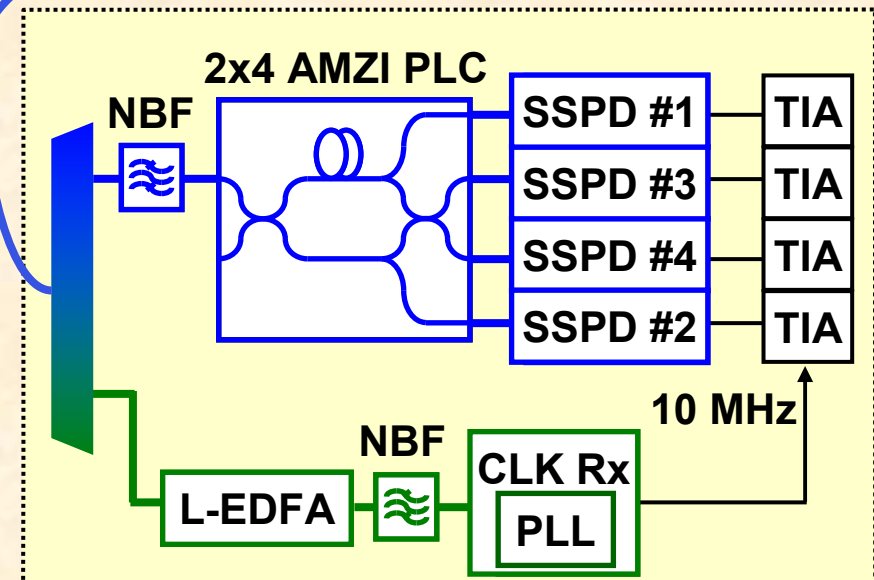 2x4 AMZI PLC
NBF
SSPD #1
TIA
SSPD #3
TIA
SSPD #4
TIA
SSPD #2
TIA
10 MHz
NBF
CLK Rx
L-EDFA
PLL